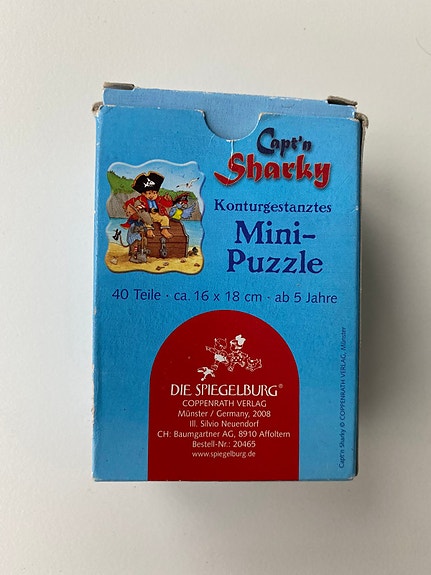 Capt'n
Sharky
Konturgestanztes
Mini-
Puzzle
40 Teile · ca. 16 x 18 cm · ab 5 Jahre
DIE SPIEGELBURG®
COPPENRATH VERLAG
Münster / Germany, 2008
Ill. Silvio Neuendorf
CH: Baumgartner AG, 8910 Affoltern
Bestell-Nr.: 20465
www.spiegelburg.de
Capt'n Sharky © COPPENRATH VERLAG, Münster